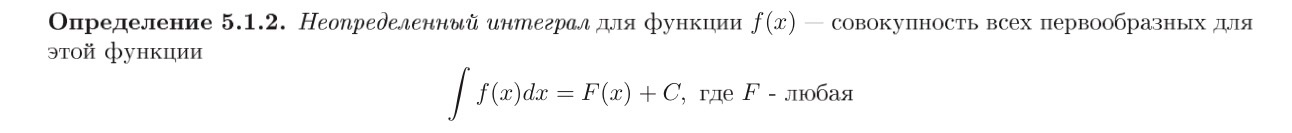 Определение 5.1.2. Неопределенный интеграл для функции f(x) — совокупность всех первообразных для
этой функции
∫ f(x)dx = F(x) + C, где F - любая